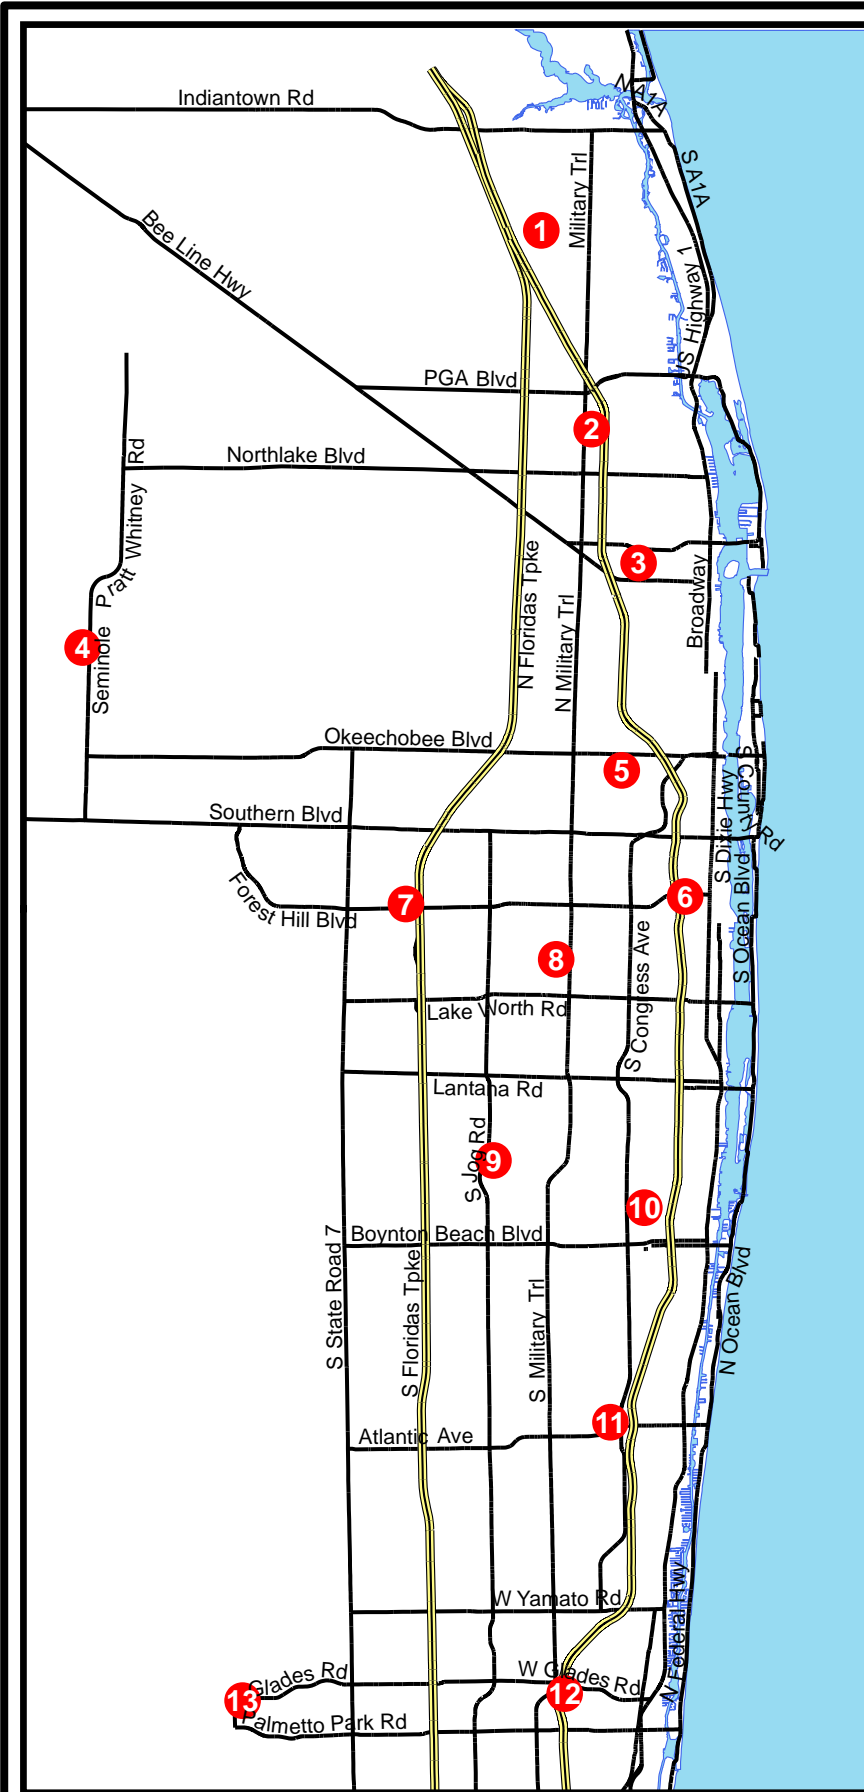 Indiantown Rd
N A1A
S A1A
Military Trl
1
Bee Line Hwy
US Highway 1
PGA Blvd
2
Northlake Blvd
Seminole Pratt Whitney Rd
3
N Floridas Tpke
N Military Trl
Broadway
4
Okeechobee Blvd
5
S Dixie Hwy
Southern Blvd
Forest Hill Blvd
7
6
S Ocean Blvd
8
S Congress Ave
Lake Worth Rd
Lantana Rd
S Jog Rd
9
10
Boynton Beach Blvd
S State Road 7
S Floridas Tpke
S Military Trl
N Ocean Blvd
11
Atlantic Ave
W Yamato Rd
N Federal Hwy
Glades Rd
W Glades Rd
13
12
Palmetto Park Rd